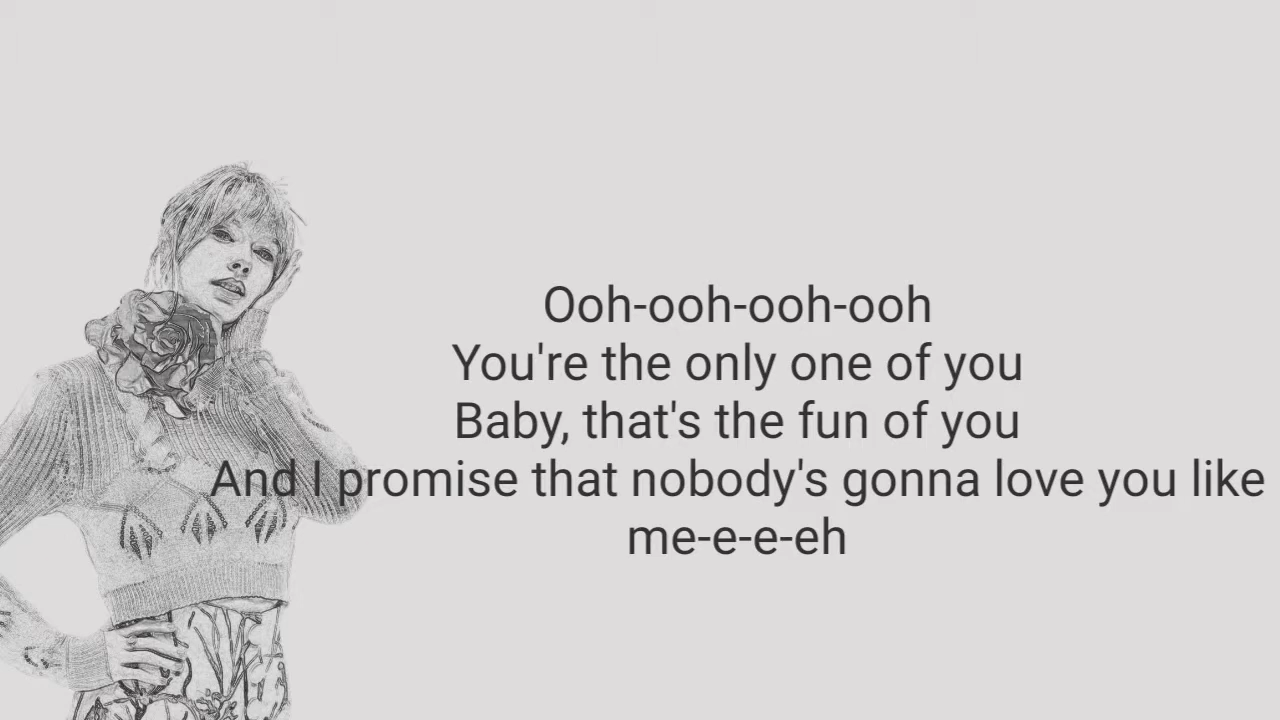 Ooh-ooh-ooh-ooh
You're the only one of you
Baby, that's the fun of you
And I promise that nobody's gonna love you like
me-e-e-eh